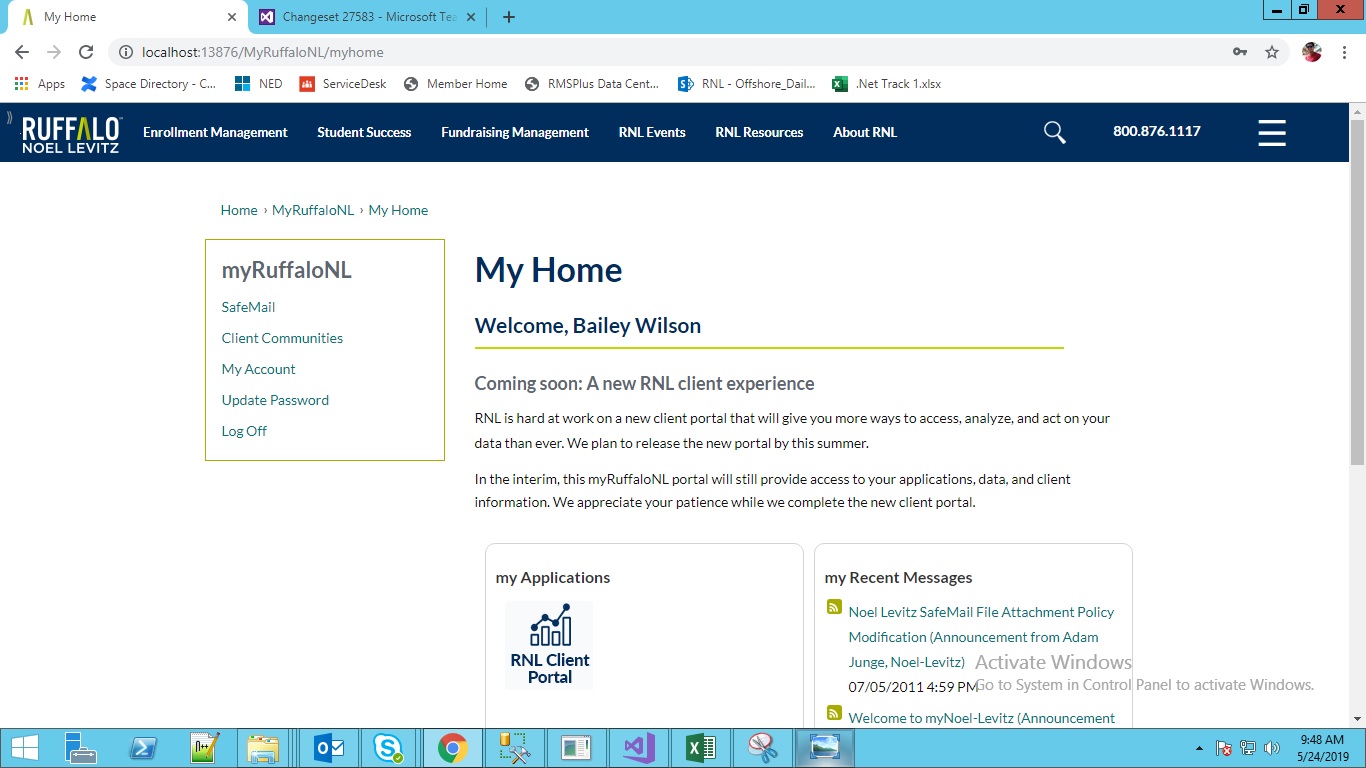 My Home
Changeset 27583 - Microsoft Tea
localhost:13876/MyRuffaloNL/myhome
Apps
Space Directory - C...
NED
ServiceDesk
Member Home
RMSPlus Data Cent...
RNL - Offshore_Dail...
.Net Track 1.xlsx
RUFFALO
NOEL LEVITZ
Enrollment Management
Student Success
Fundraising Management
RNL Events
RNL Resources
About RNL
800.876.1117
Home › MyRuffaloNL › My Home
myRuffaloNL
SafeMail
Client Communities
My Account
Update Password
Log Off
My Home
Welcome, Bailey Wilson
Coming soon: A new RNL client experience
RNL is hard at work on a new client portal that will give you more ways to access, analyze, and act on your
data than ever. We plan to release the new portal by this summer.
In the interim, this myRuffaloNL portal will still provide access to your applications, data, and client
information. We appreciate your patience while we complete the new client portal.
my Applications
RNL Client
Portal
my Recent Messages
Noel Levitz SafeMail File Attachment Policy
Modification (Announcement from Adam
Junge, Noel-Levitz)
07/05/2011 4:59 PM
Welcome to myNoel-Levitz (Announcement
Activate Windows
Go to System in Control Panel to activate Windows.
9:48 AM
5/24/2019